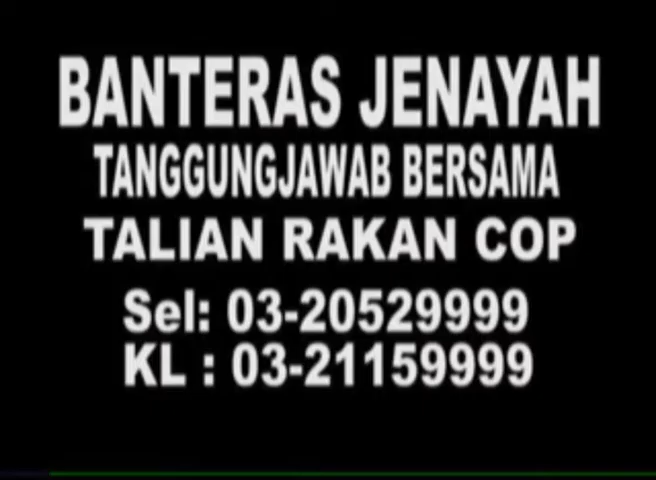 BANTERAS JENAYAH
TANGGUNGJAWAB BERSAMA
TALIAN RAKAN COP
Sel: 03-20529999
KL : 03-21159999